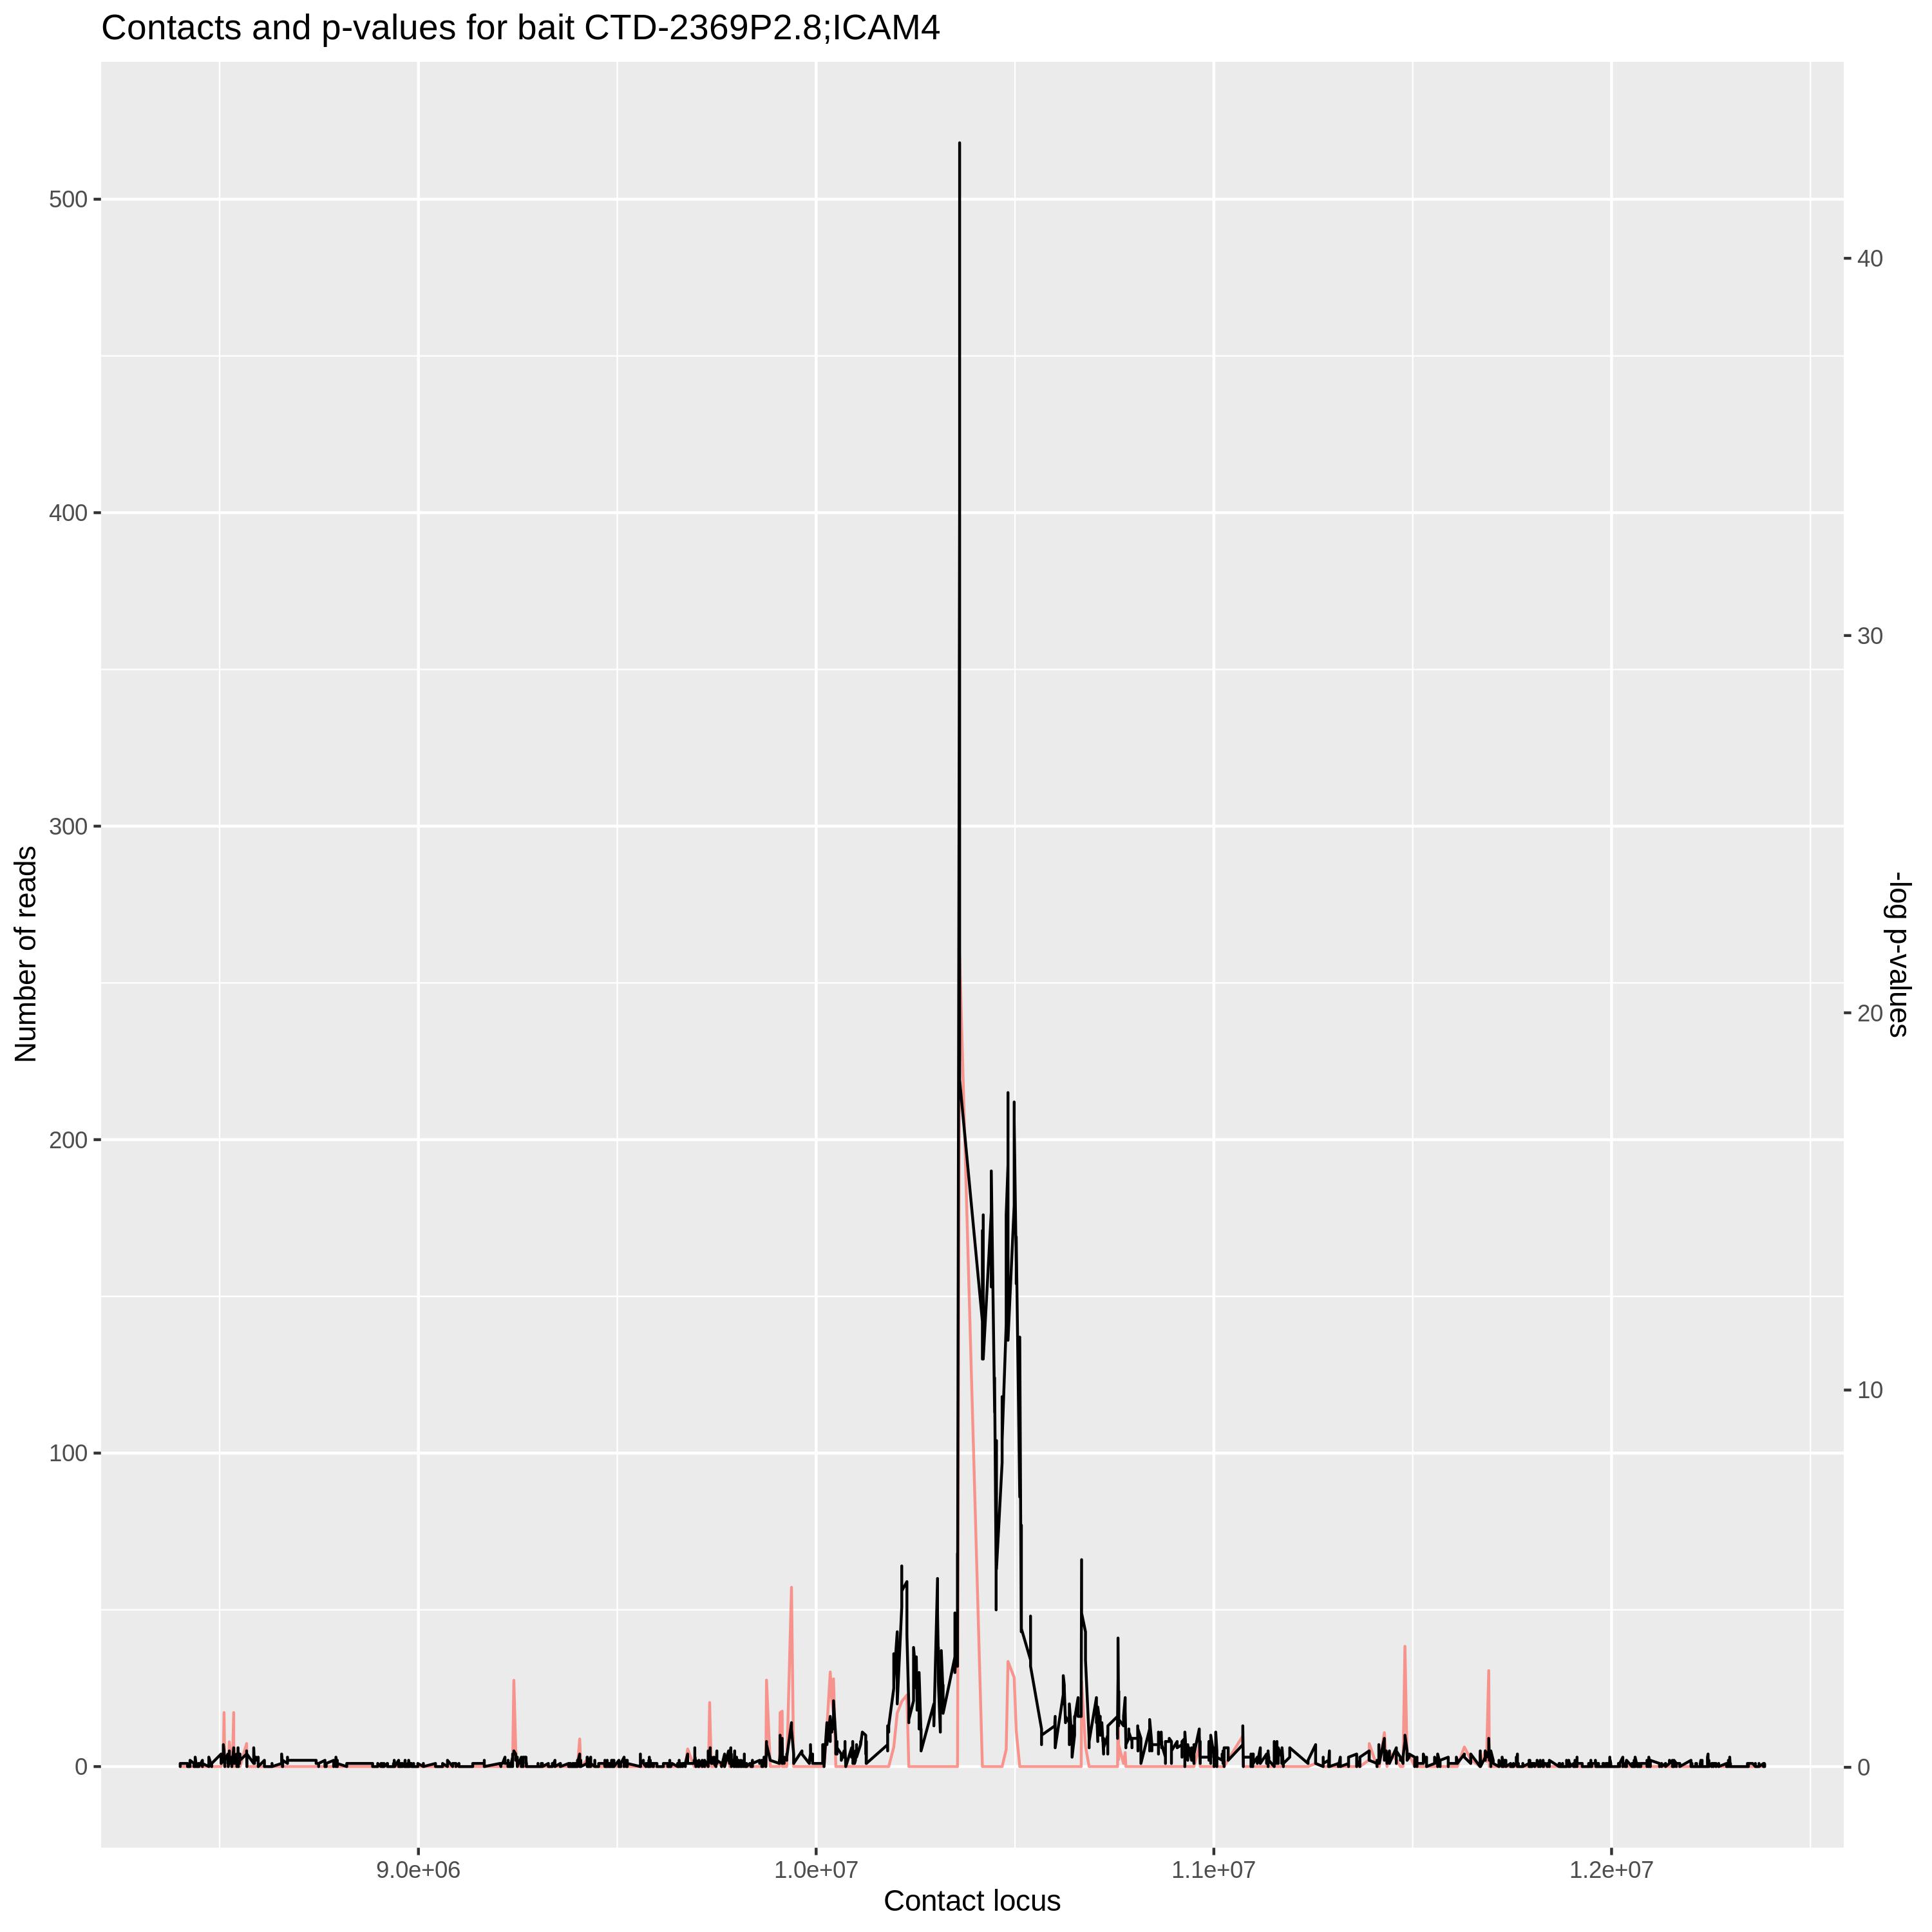 Contacts and p-values for bait CTD-2369P2.8;ICAM4
500
400
300
200
100
0
Number of reads
40
30
20
10
0
-log p-values
9.0e+06 1.0e+07 1.1e+07 1.2e+07
Contact locus